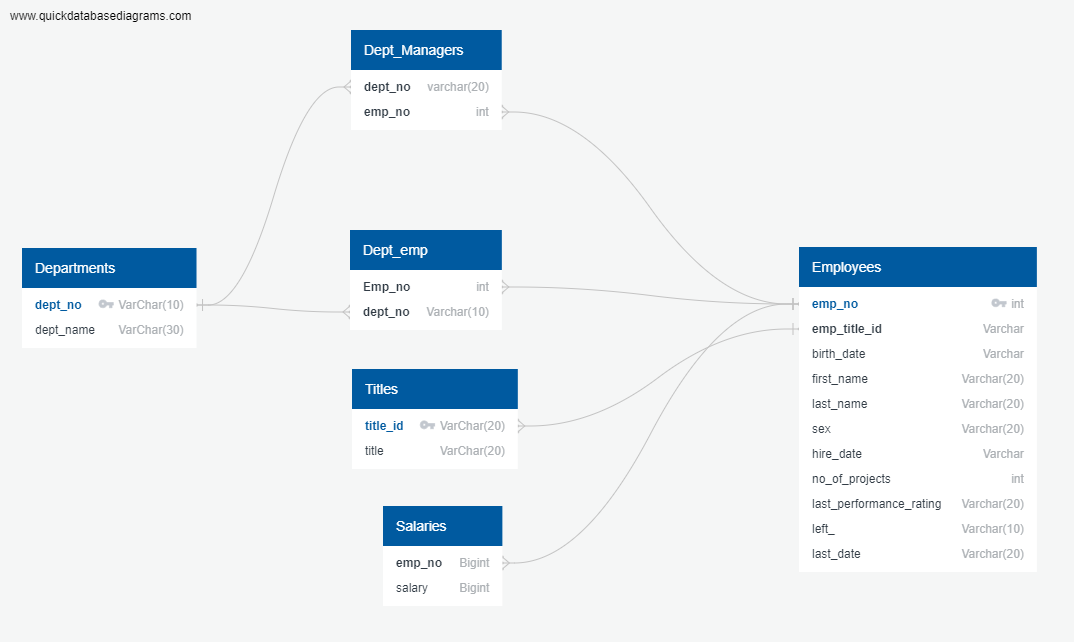 www.quickdatabasediagrams.com
Dept_Managers
dept_no varchar(20)
emp_no int
Departments
dept_no VarChar(10)
dept_name VarChar(30)
Dept_emp
Emp_no int
dept_no Varchar(10)
Titles
title_id VarChar(20)
title VarChar(20)
Salaries
emp_no Bigint
salary Bigint
Employees
emp_no int
emp_title_id Varchar
birth_date Varchar
first_name Varchar(20)
last_name Varchar(20)
sex Varchar(20)
hire_date Varchar
no_of_projects int
last_performance_rating Varchar(20)
left_ Varchar(10)
last_date Varchar(20)